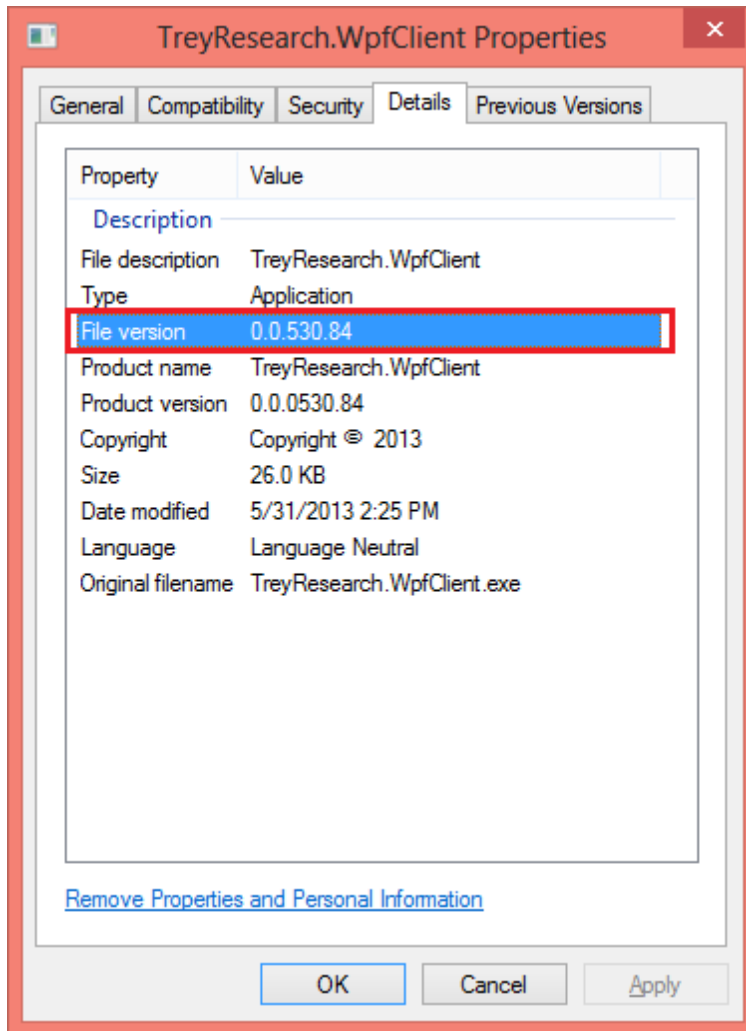 TreyResearch.WpfClient Properties
General Compatibility Security Details Previous Versions
Property Value
Description
File description TreyResearch.WpfClient
Type Application
File version 0.0.530.84
Product name TreyResearch.WpfClient
Product version 0.0.0530.84
Copyright Copyright © 2013
Size 26.0 KB
Date modified 5/31/2013 2:25 PM
Language Language Neutral
Original filename TreyResearch.WpfClient.exe
Remove Properties and Personal Information
OK Cancel Apply